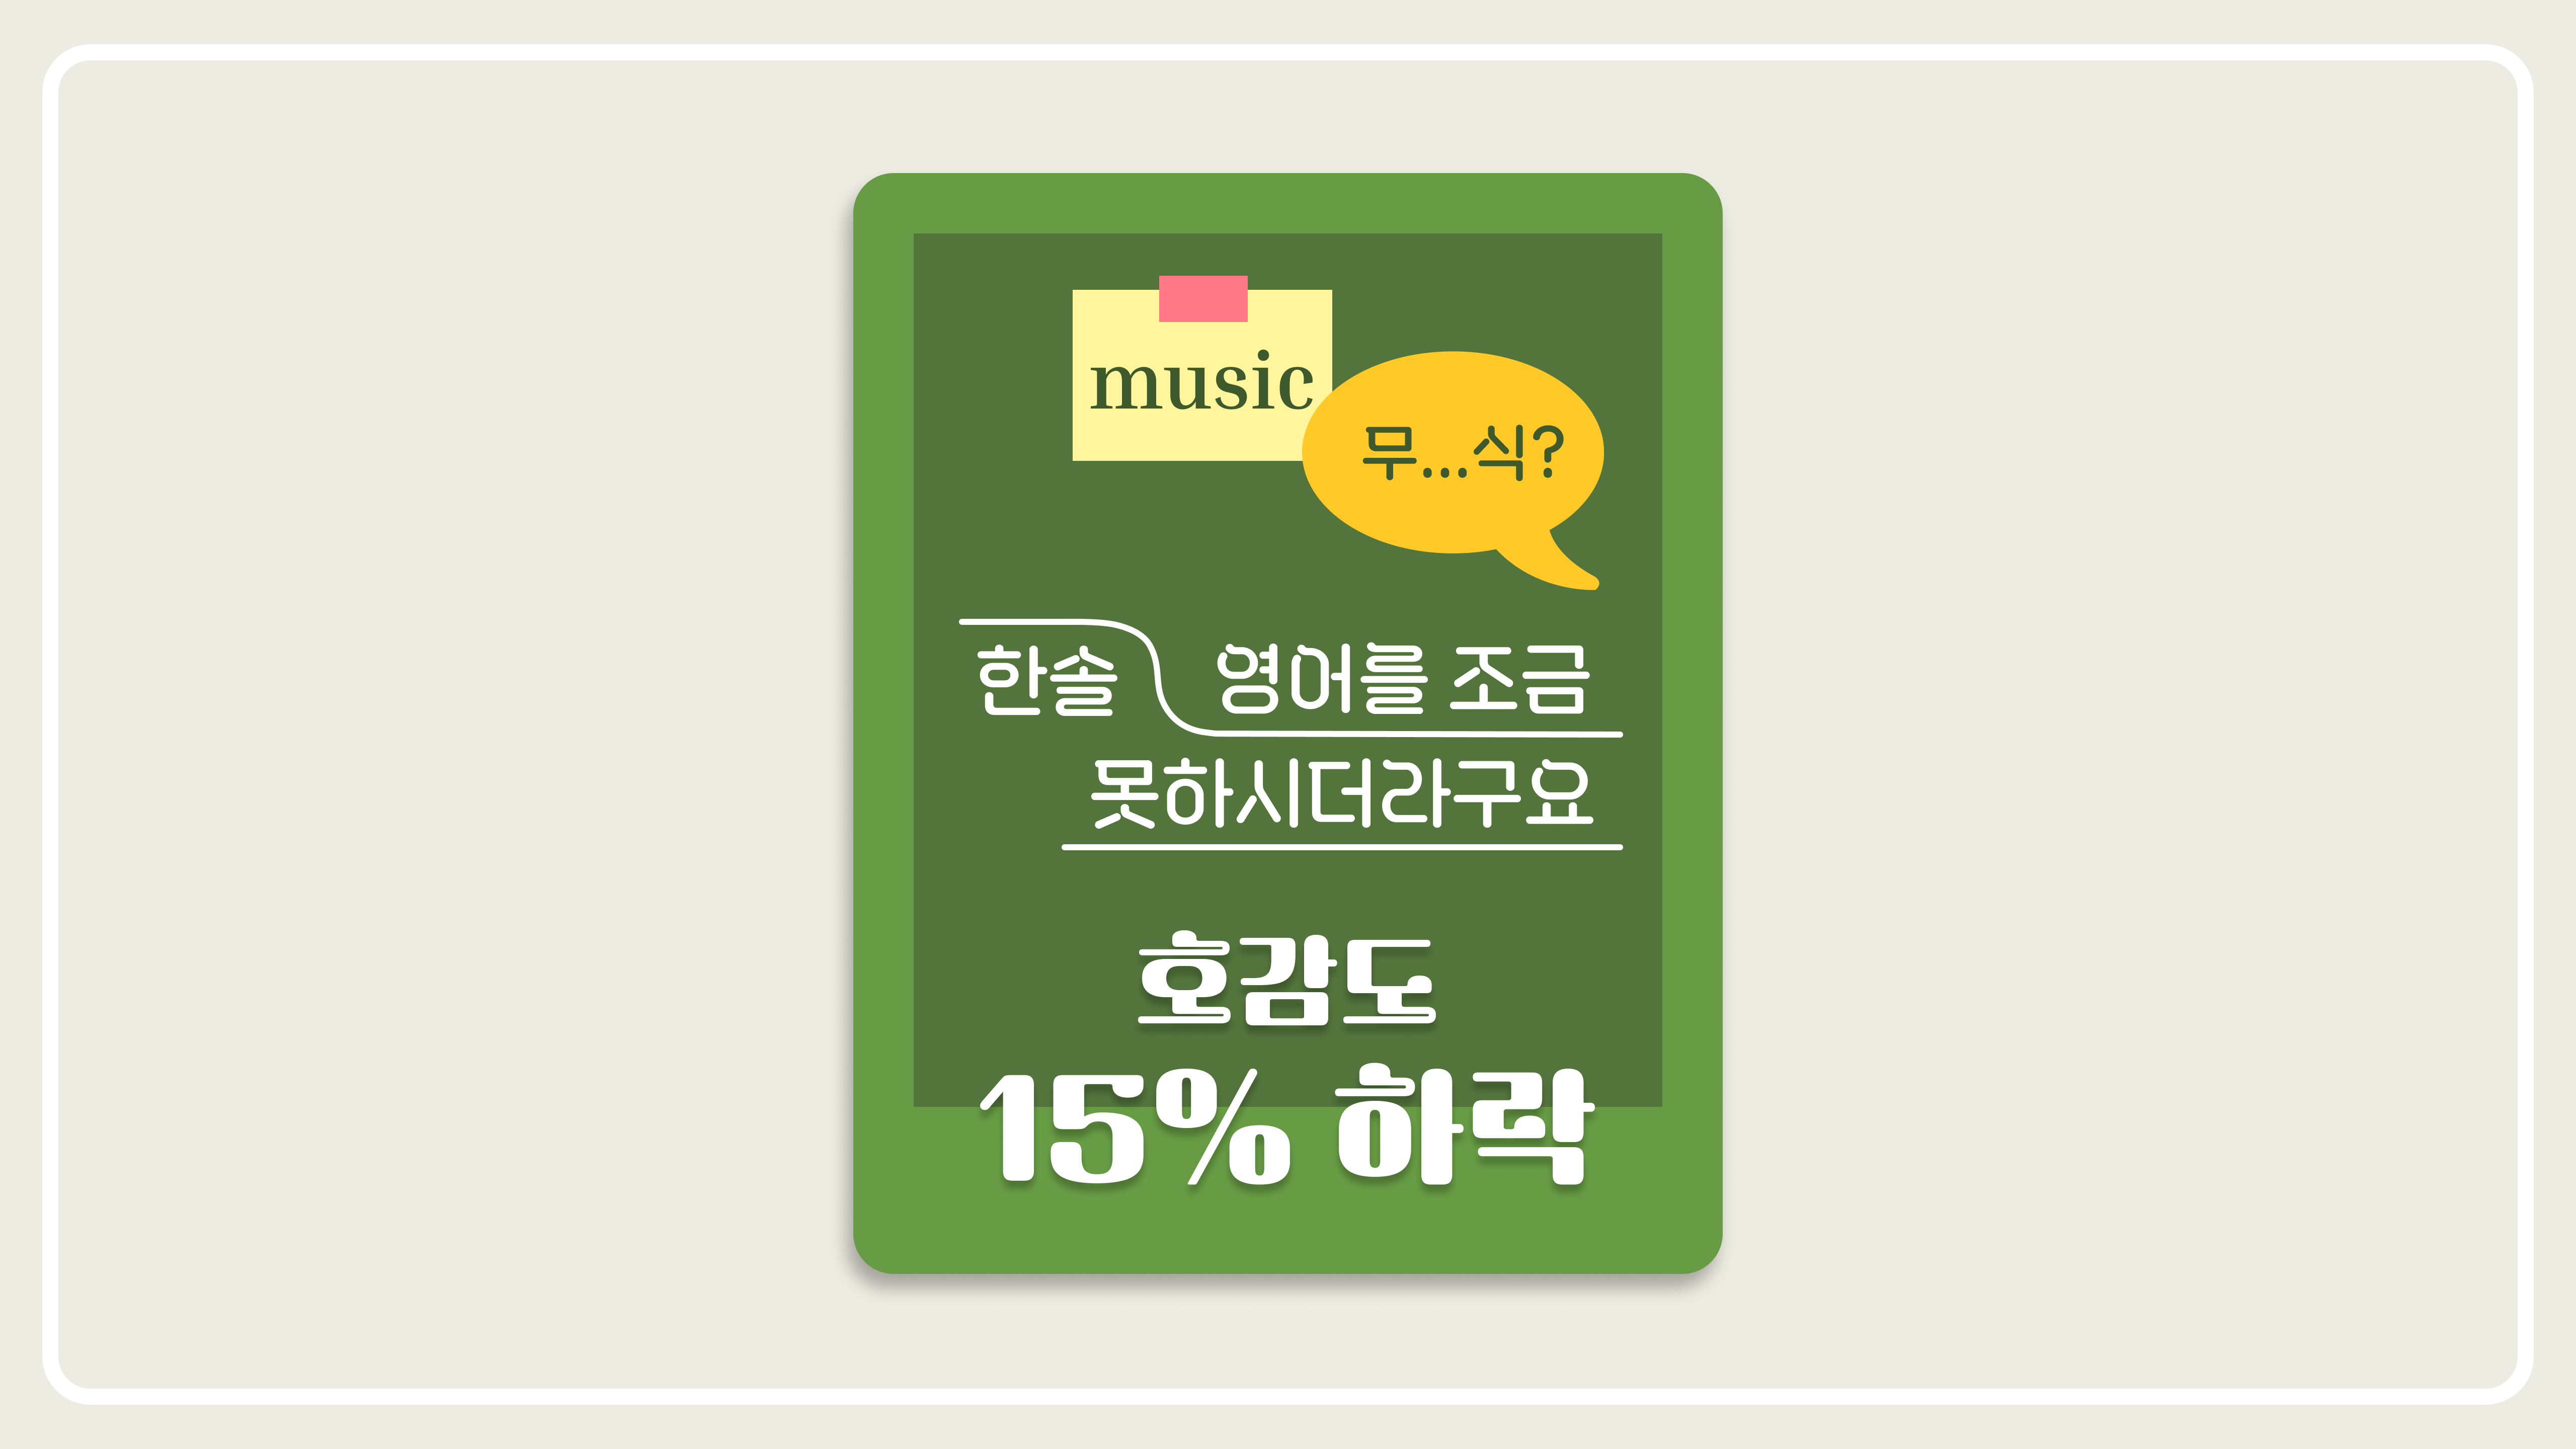 music
무...식?
한솔 영어를 조금
못하시더라구요
호감도
15% 하락